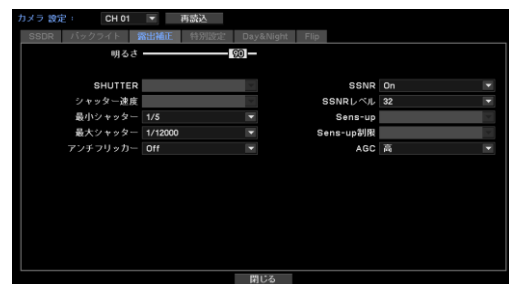 カメラ 設定 : CH 01 再読込
SSDR バックライト 露出補正 特別設定 Day&Night Flip
明るさ 90
SHUTTER
シャッター速度
最小シャッター 1/5
最大シャッター 1/12000
アンチフリッカー Off
SSNR On
SSNRレベル 32
Sens-up
Sens-up制限
AGC 高
閉じる